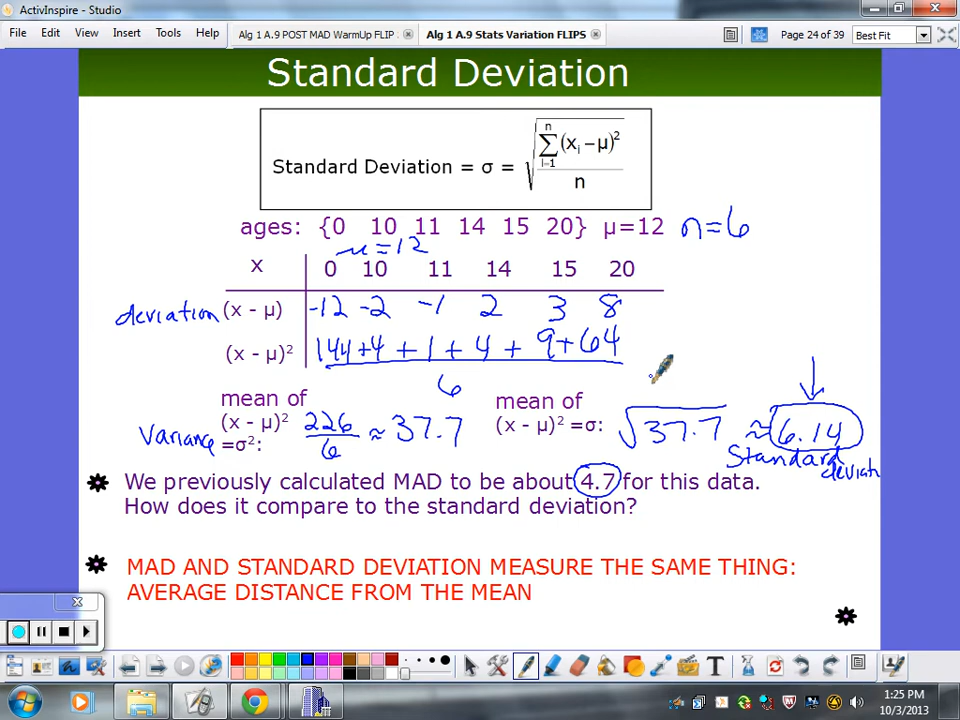 ActivInspire - Studio
File Edit View Insert Tools Help
Alg 1 A.9 POST MAD WarmUp FLIP
Alg 1 A.9 Stats Variation FLIPS
Page 24 of 39
Best Fit
Standard Deviation
Standard Deviation = σ = √ n ∑ i=1 (xᵢ – μ)² n
ages: {0 10 11 14 15 20} μ=12 n=6
μ=12
x 0 10 11 14 15 20
deviation (x - μ) -12 -2 -1 2 3 8
(x - μ)² 144+4 + 1 + 4 + 9+64
6
mean of
(x - μ)²
=σ²:
Variance
226/6 ≈ 37.7
mean of
(x - μ)² =σ:
√37.7 ≈ 6.14
Standard
deviatn
We previously calculated MAD to be about 4.7 for this data.
How does it compare to the standard deviation?
MAD AND STANDARD DEVIATION MEASURE THE SAME THING:
AVERAGE DISTANCE FROM THE MEAN
1:25 PM
10/3/2013